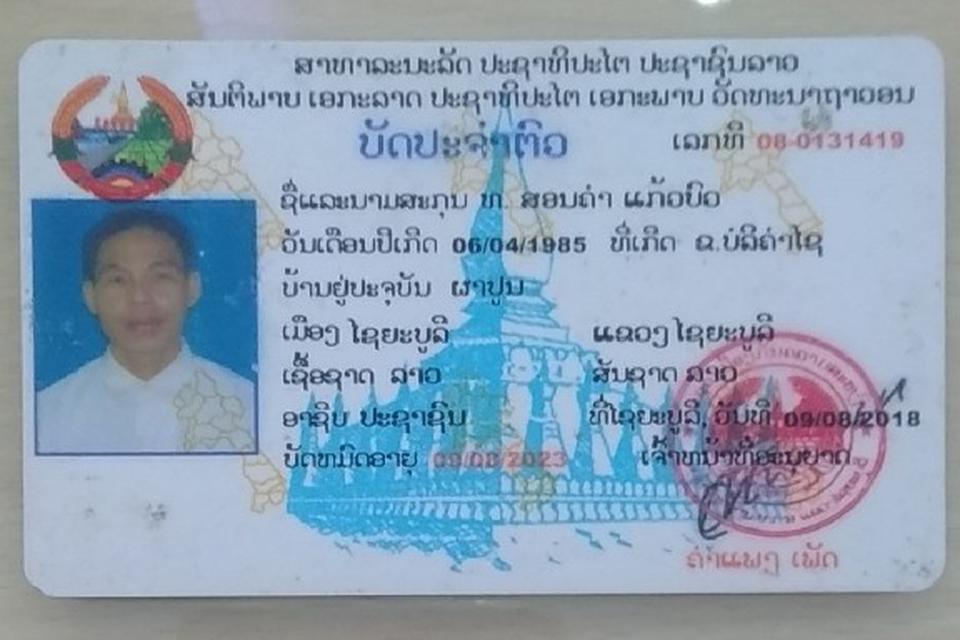 ສາທາລະນະລັດ ປະຊາທິປະໄຕ ປະຊາຊົນລາວ
ສັນຕິພາບ ເອກະລາດ ປະຊາທິປະໄຕ ເອກະພາບ ວັດທະນາຖາວອນ
ບັດປະຈຳຕົວ ເລກທີ 08-0131419
ຊື່ແລະນາມສະກຸນ ທ. ສອນຄຳ ແກ້ວບົວ
ວັນເດືອນປີເກີດ 06/04/1985 ທີ່ເກີດ ຂ.ບໍລິຄຳໄຊ
ບ້ານຢູ່ປະຈຸບັນ ຜາປູນ
ເມືອງ ໄຊຍະບູລີ ແຂວງ ໄຊຍະບູລີ
ເຊື້ອຊາດ ລາວ ສັນຊາດ ລາວ
ອາຊີບ ປະຊາຊົນ ທີ່ໄຊຍະບູລີ, ວັນທີ 09/08/2018
ບັດຫມົດອາຍຸ 09/08/2023 ເຈົ້າຫນ້າທີ່ອະນຸຍາດ
ຄຳແພງ ເພັດ